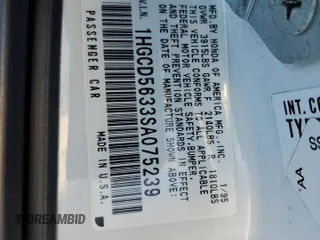 MFD. BY HONDA OF AMERICA MFG., INC. 1/95
GVWR 3915LBS GAWR F 2140LBS R 1810LBS
THIS VEHICLE CONFORMS TO ALL APPLICABLE
FEDERAL MOTOR VEHICLE SAFETY, BUMPER,
AND THEFT PREVENTION STANDARDS IN EFFECT
ON THE DATE OF MANUFACTURE SHOWN ABOVE.
V.I.N. 1HGCD5633SA075239
PASSENGER CAR MADE IN U.S.A.
INT. CO
AA
EPICBID